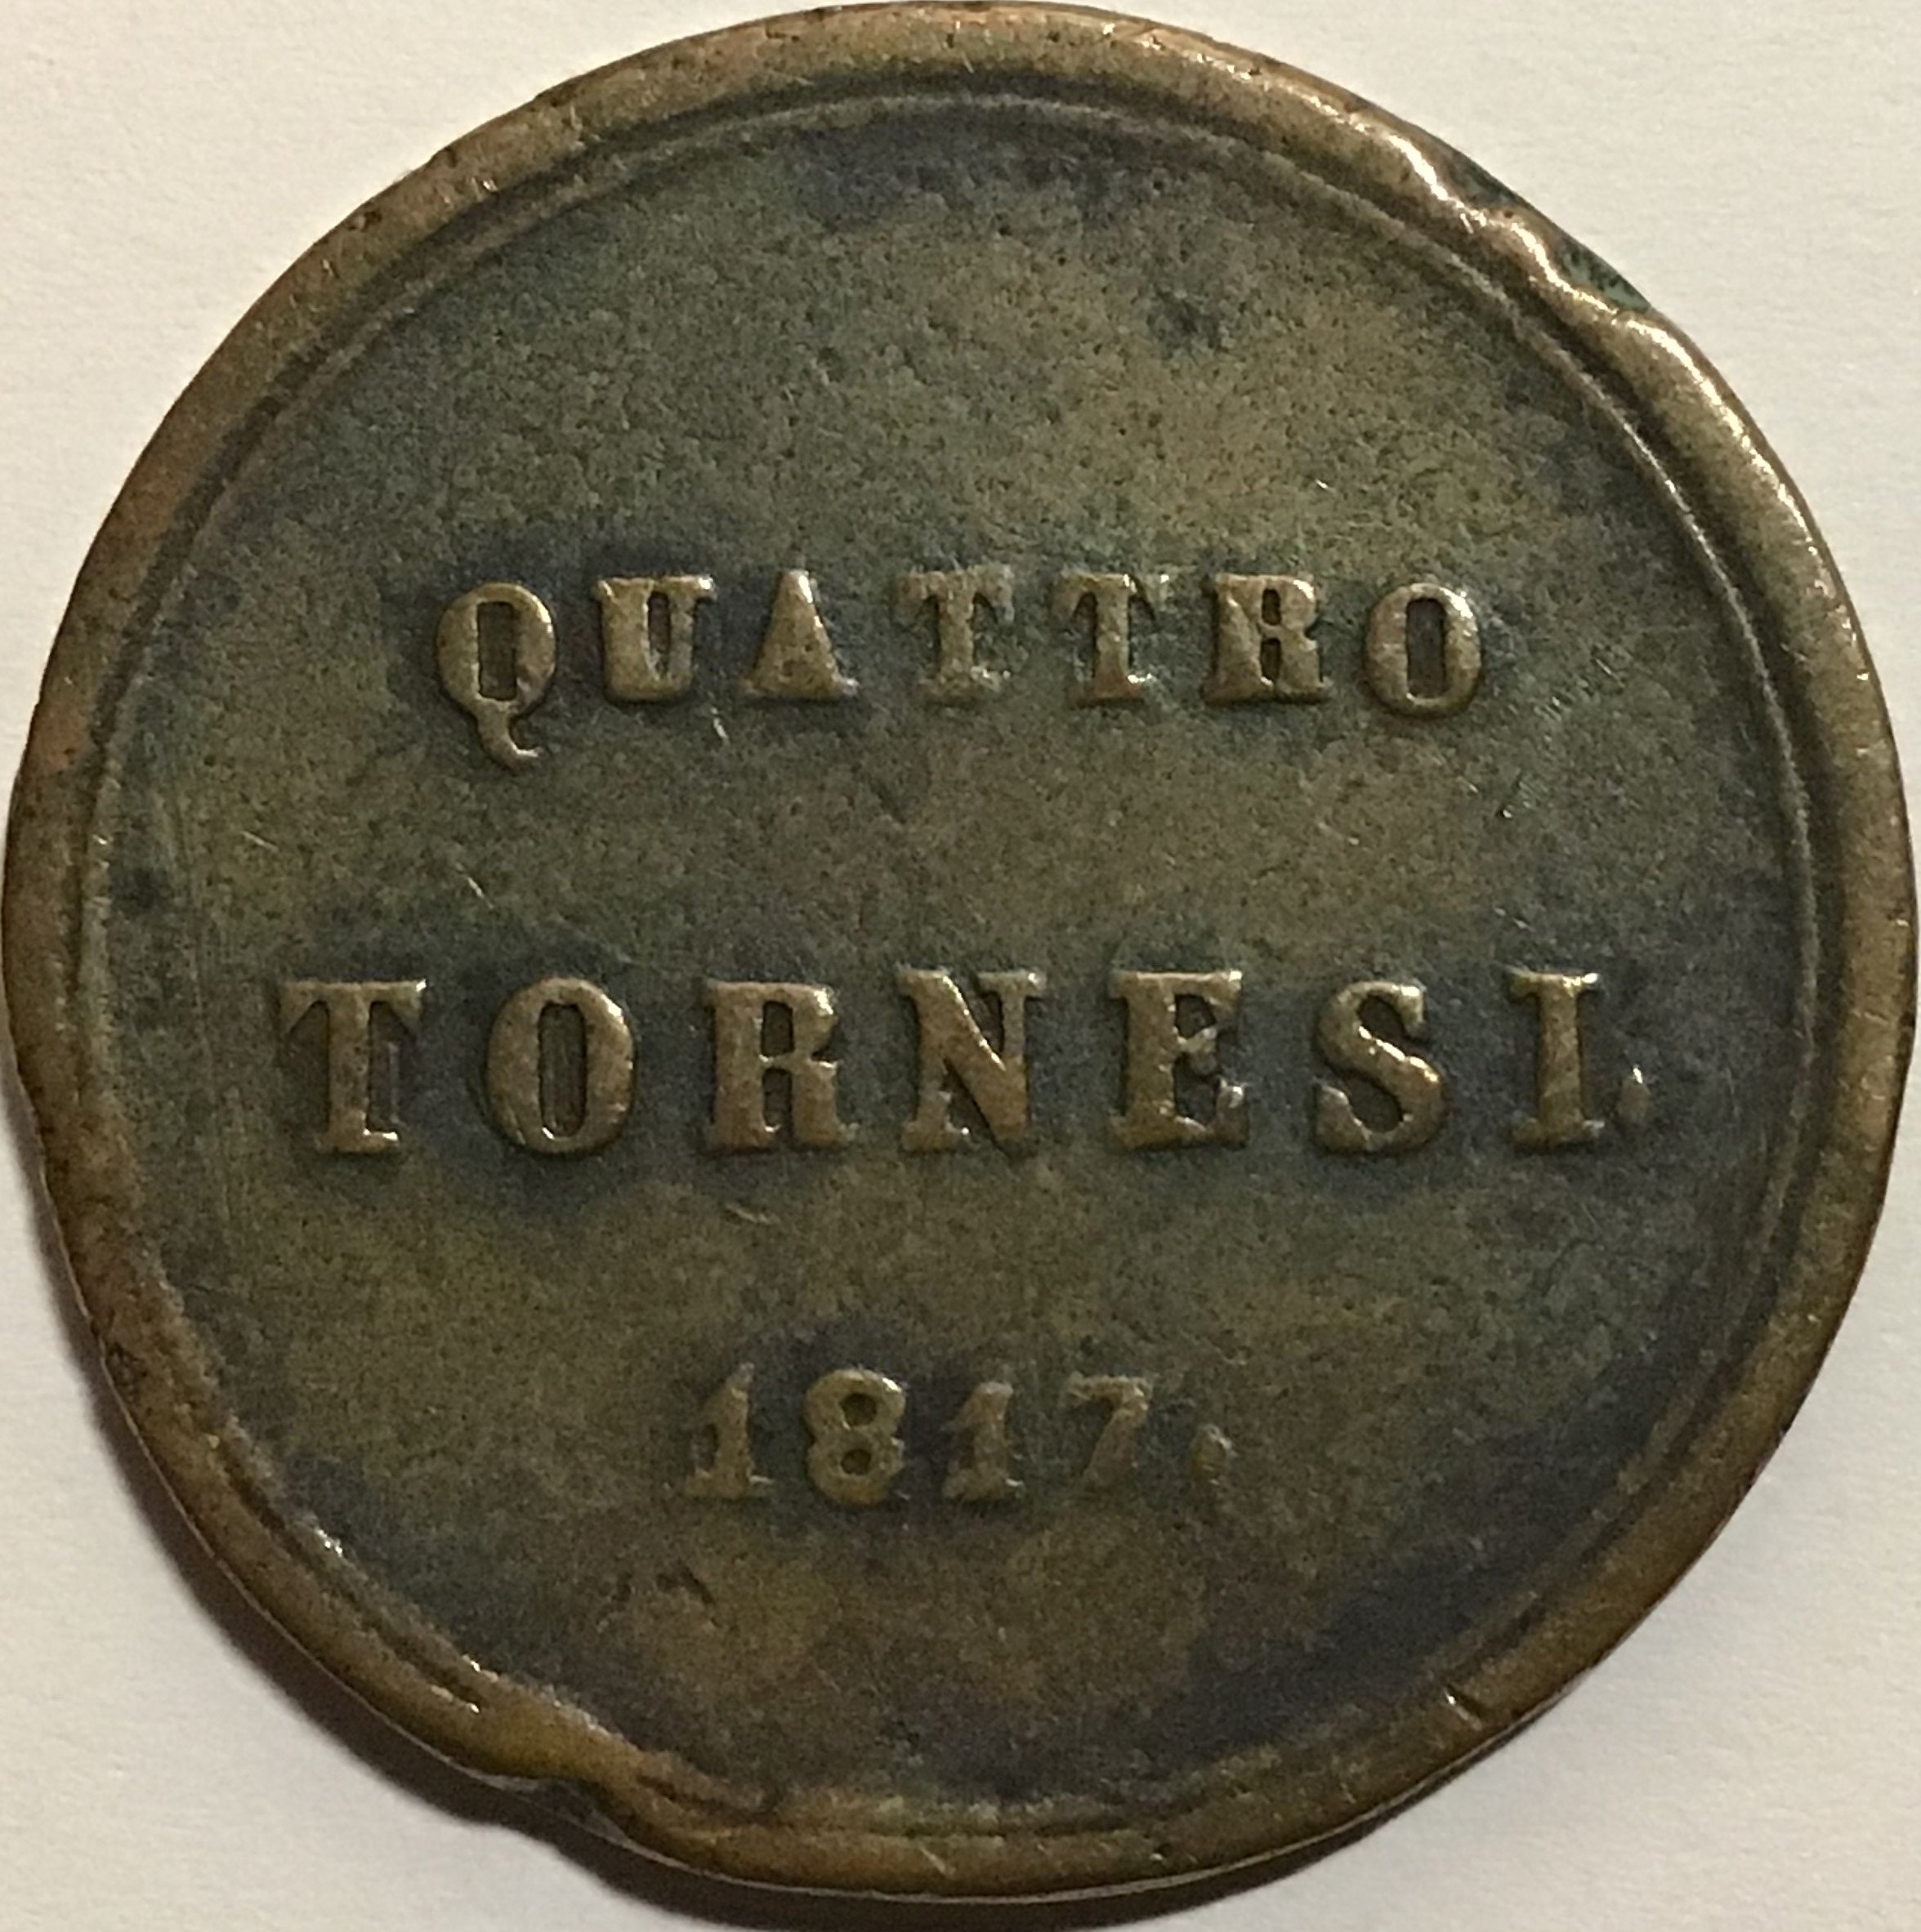 QUATTRO
TORNESI.
1817.